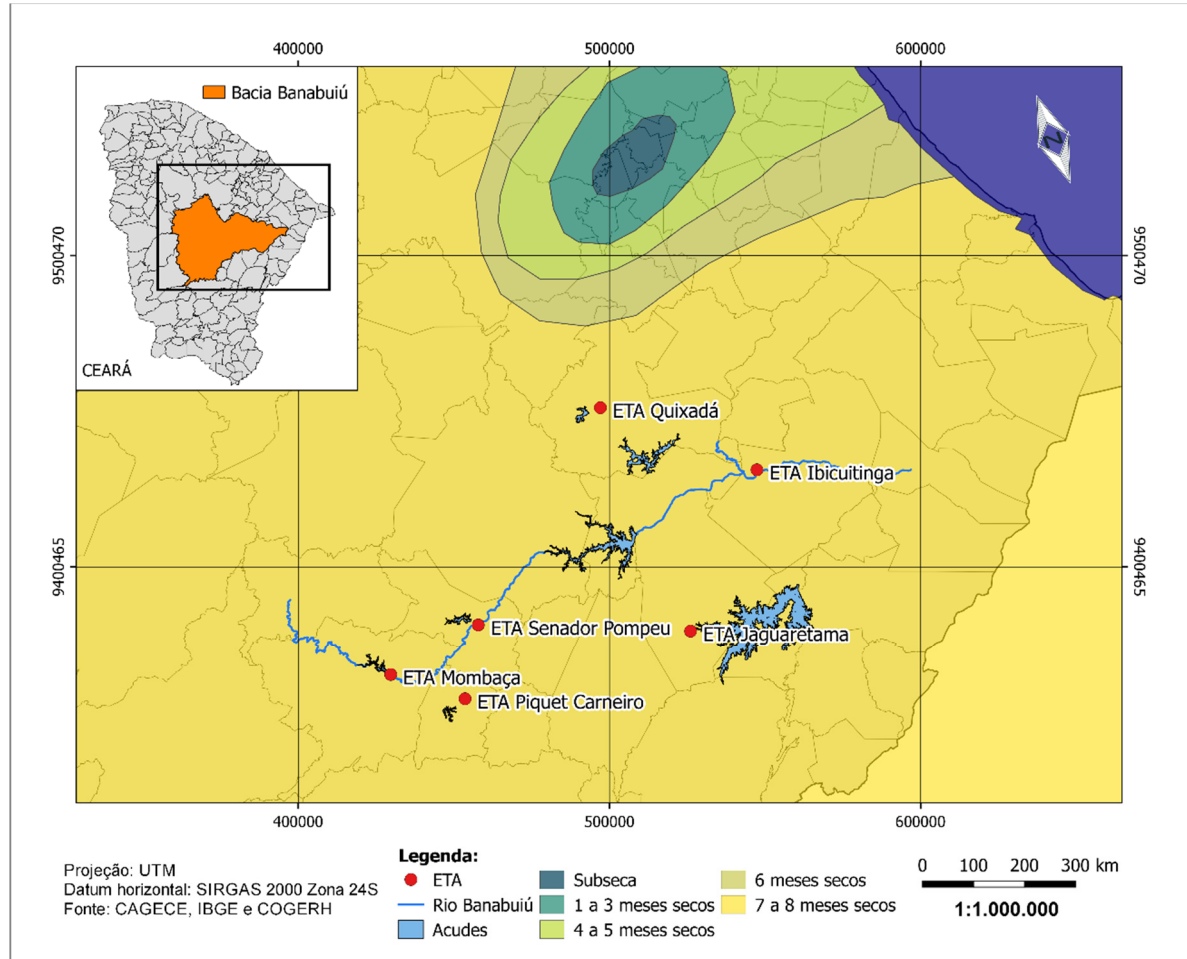 400000
500000
600000
Bacia Banabuiú
CEARÁ
N
9500470
9500470
ETA Quixadá
ETA Ibicuitinga
9400465
9400465
ETA Senador Pompeu
ETA Jaguaretama
ETA Mombaça
ETA Piquet Carneiro
400000
500000
600000
Projeção: UTM
Datum horizontal: SIRGAS 2000 Zona 24S
Fonte: CAGECE, IBGE e COGERH
Legenda:
ETA
Rio Banabuiú
Acudes
Subseca
1 a 3 meses secos
4 a 5 meses secos
6 meses secos
7 a 8 meses secos
0 100 200 300 km
1:1.000.000